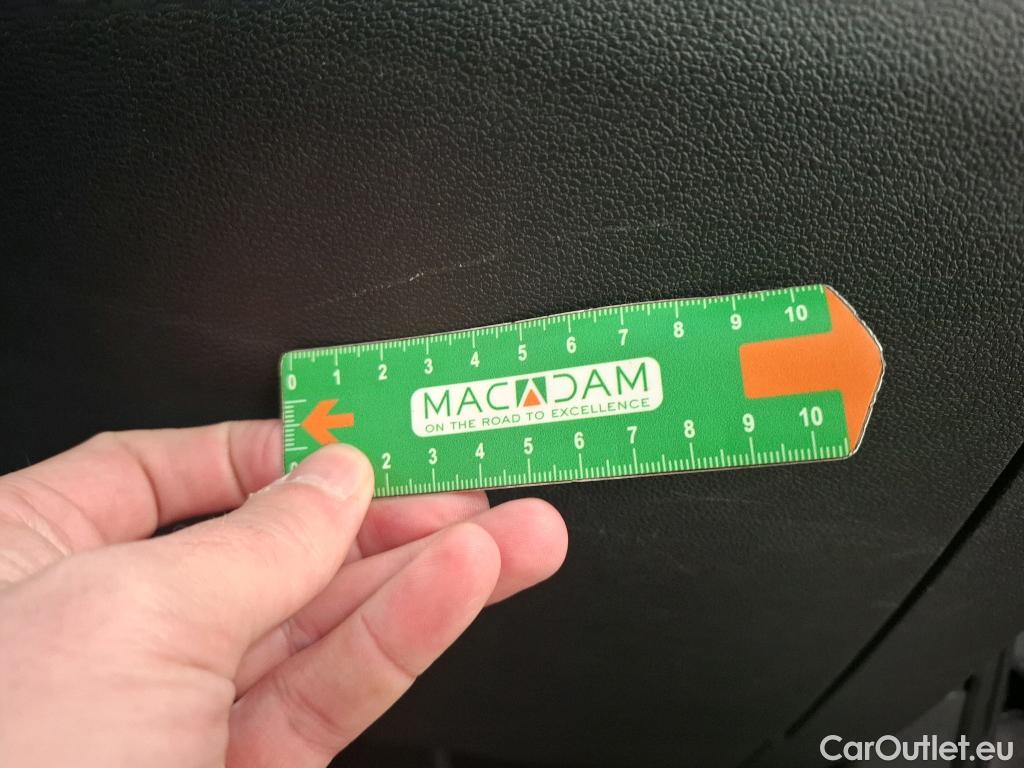 0 1 2 3 4 5 6 7 8 9 10
MACADAM
ON THE ROAD TO EXCELLENCE
2 3 4 5 6 7 8 9 10
CarOutlet.eu